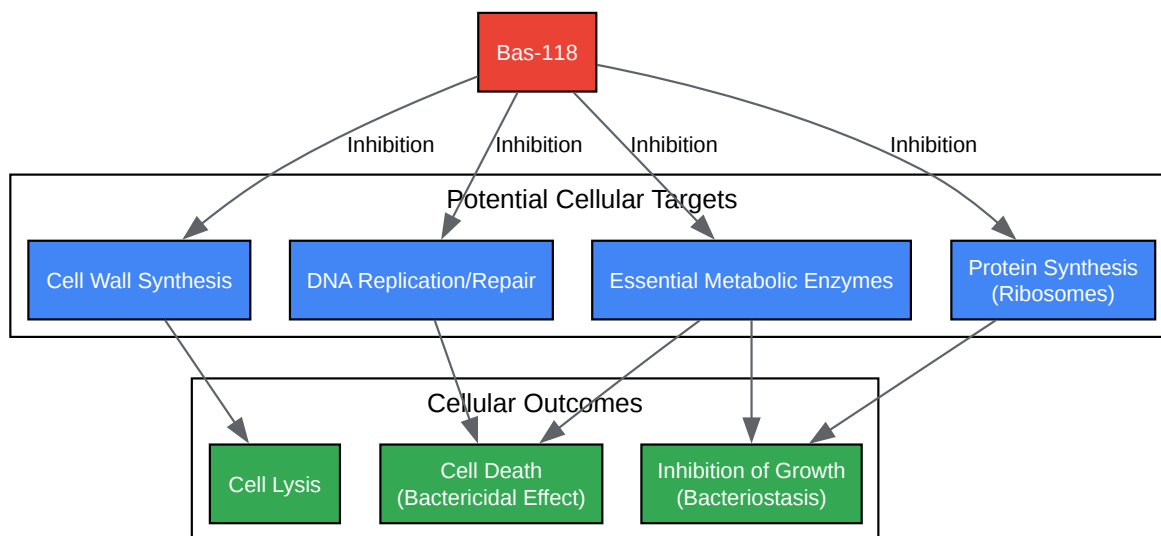 Bas-118
Inhibition
Inhibition
Inhibition
Inhibition
Potential Cellular Targets
Cell Wall Synthesis
DNA Replication/Repair
Essential Metabolic Enzymes
Protein Synthesis
(Ribosomes)
Cellular Outcomes
Cell Lysis
Cell Death
(Bactericidal Effect)
Inhibition of Growth
(Bacteriostasis)